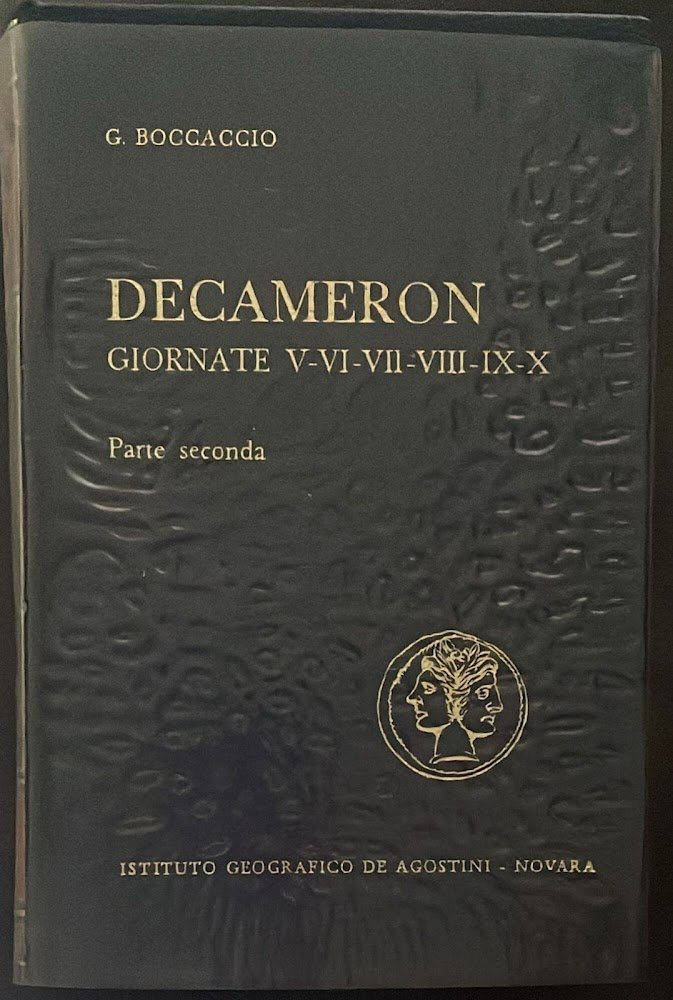 G. BOCCACCIO
DECAMERON
GIORNATE V-VI-VII-VIII-IX-X
Parte seconda
ISTITUTO GEOGRAFICO DE AGOSTINI - NOVARA